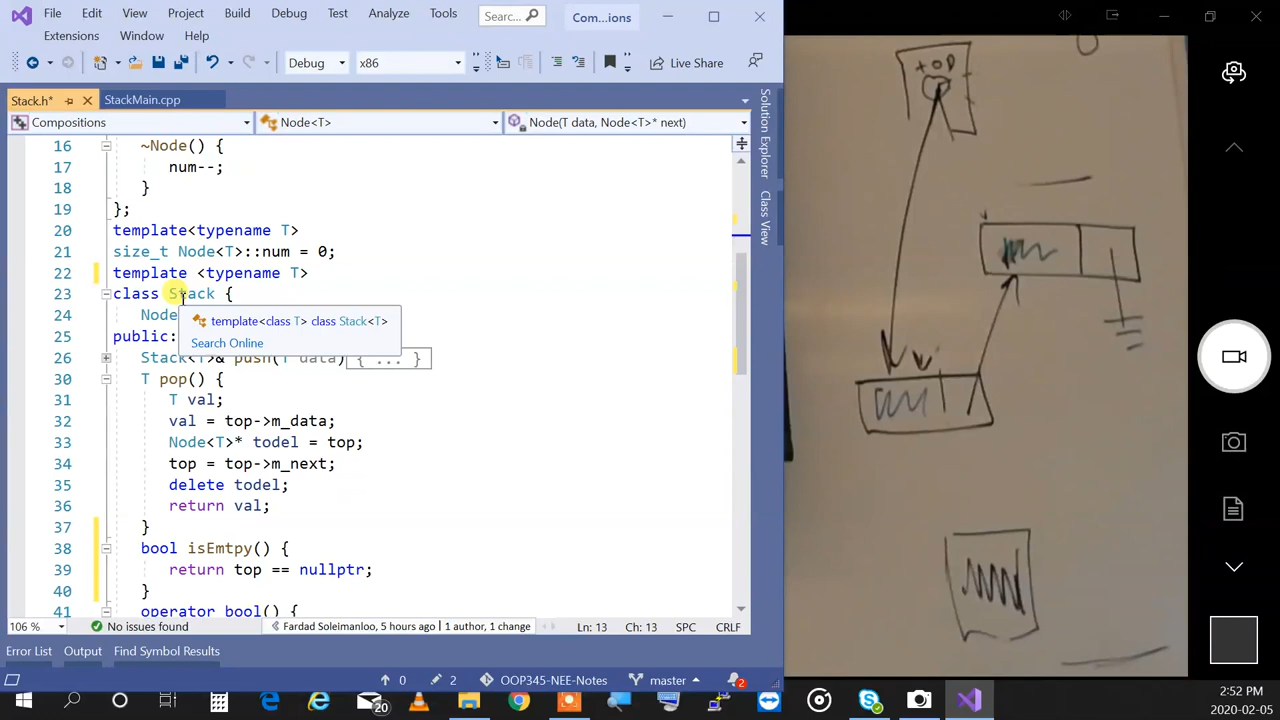 File Edit View Git Project Build Debug Test Analyze Tools Searc... Com...ions
Extensions Window Help
Debug x86 Live Share
Stack.h* StackMain.cpp
Compositions Node<T> Node(T data, Node<T>* next)
16 ~Node() {
17 num--;
18 }
19 };
20 template<typename T>
21 size_t Node<T>::num = 0;
22 template <typename T>
23 class Stack {
24 Node
template<class T> class Stack<T>
Search Online
public:
26 Stack<T>& push(T data) { ... }
30 T pop() {
31 T val;
32 val = top->m_data;
33 Node<T>* todel = top;
34 top = top->m_next;
35 delete todel;
36 return val;
37 }
38 bool isEmtpy() {
39 return top == nullptr;
40 }
41 operator bool() {
Solution Explorer
Class View
106 % No issues found Fardad Soleimanloo, 5 hours ago | 1 author, 1 change Ln: 13 Ch: 13 SPC CRLF
Error List Output Find Symbol Results
0 2 OOP345-NEE-Notes master 2
20
2:52 PM
2020-02-05
top